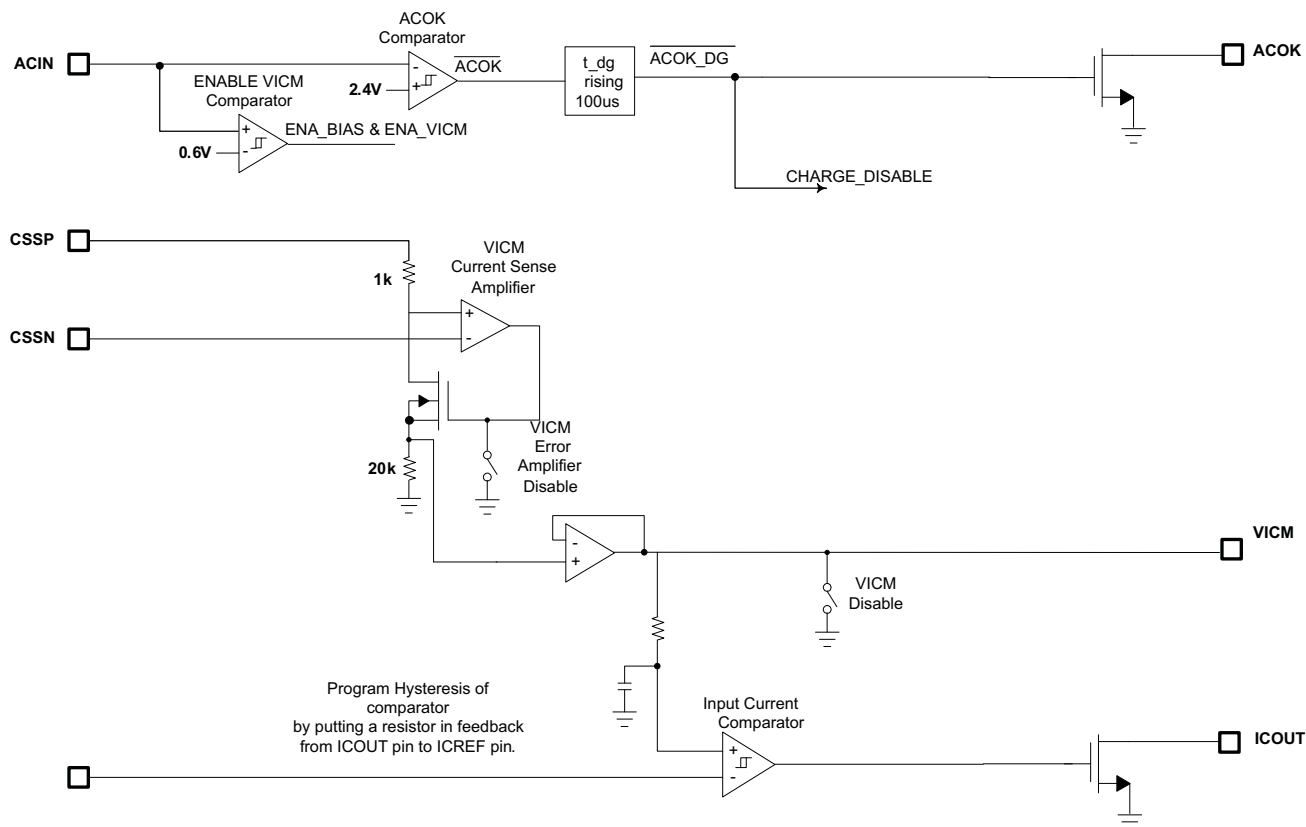 ACOK
Comparator
ACIN
-
+
2.4V
ACOK
t_dg
rising
100us
ACOK_DG
ACOK
ENABLE VICM
Comparator
+
-
0.6V
ENA_BIAS & ENA_VICM
CHARGE_DISABLE
CSSP
1k
VICM
Current Sense
Amplifier
+
-
CSSN
VICM
Error
Amplifier
Disable
20k
-
+
VICM
VICM
Disable
Program Hysteresis of
comparator
by putting a resistor in feedback
from ICOUT pin to ICREF pin.
Input Current
Comparator
+
-
ICOUT